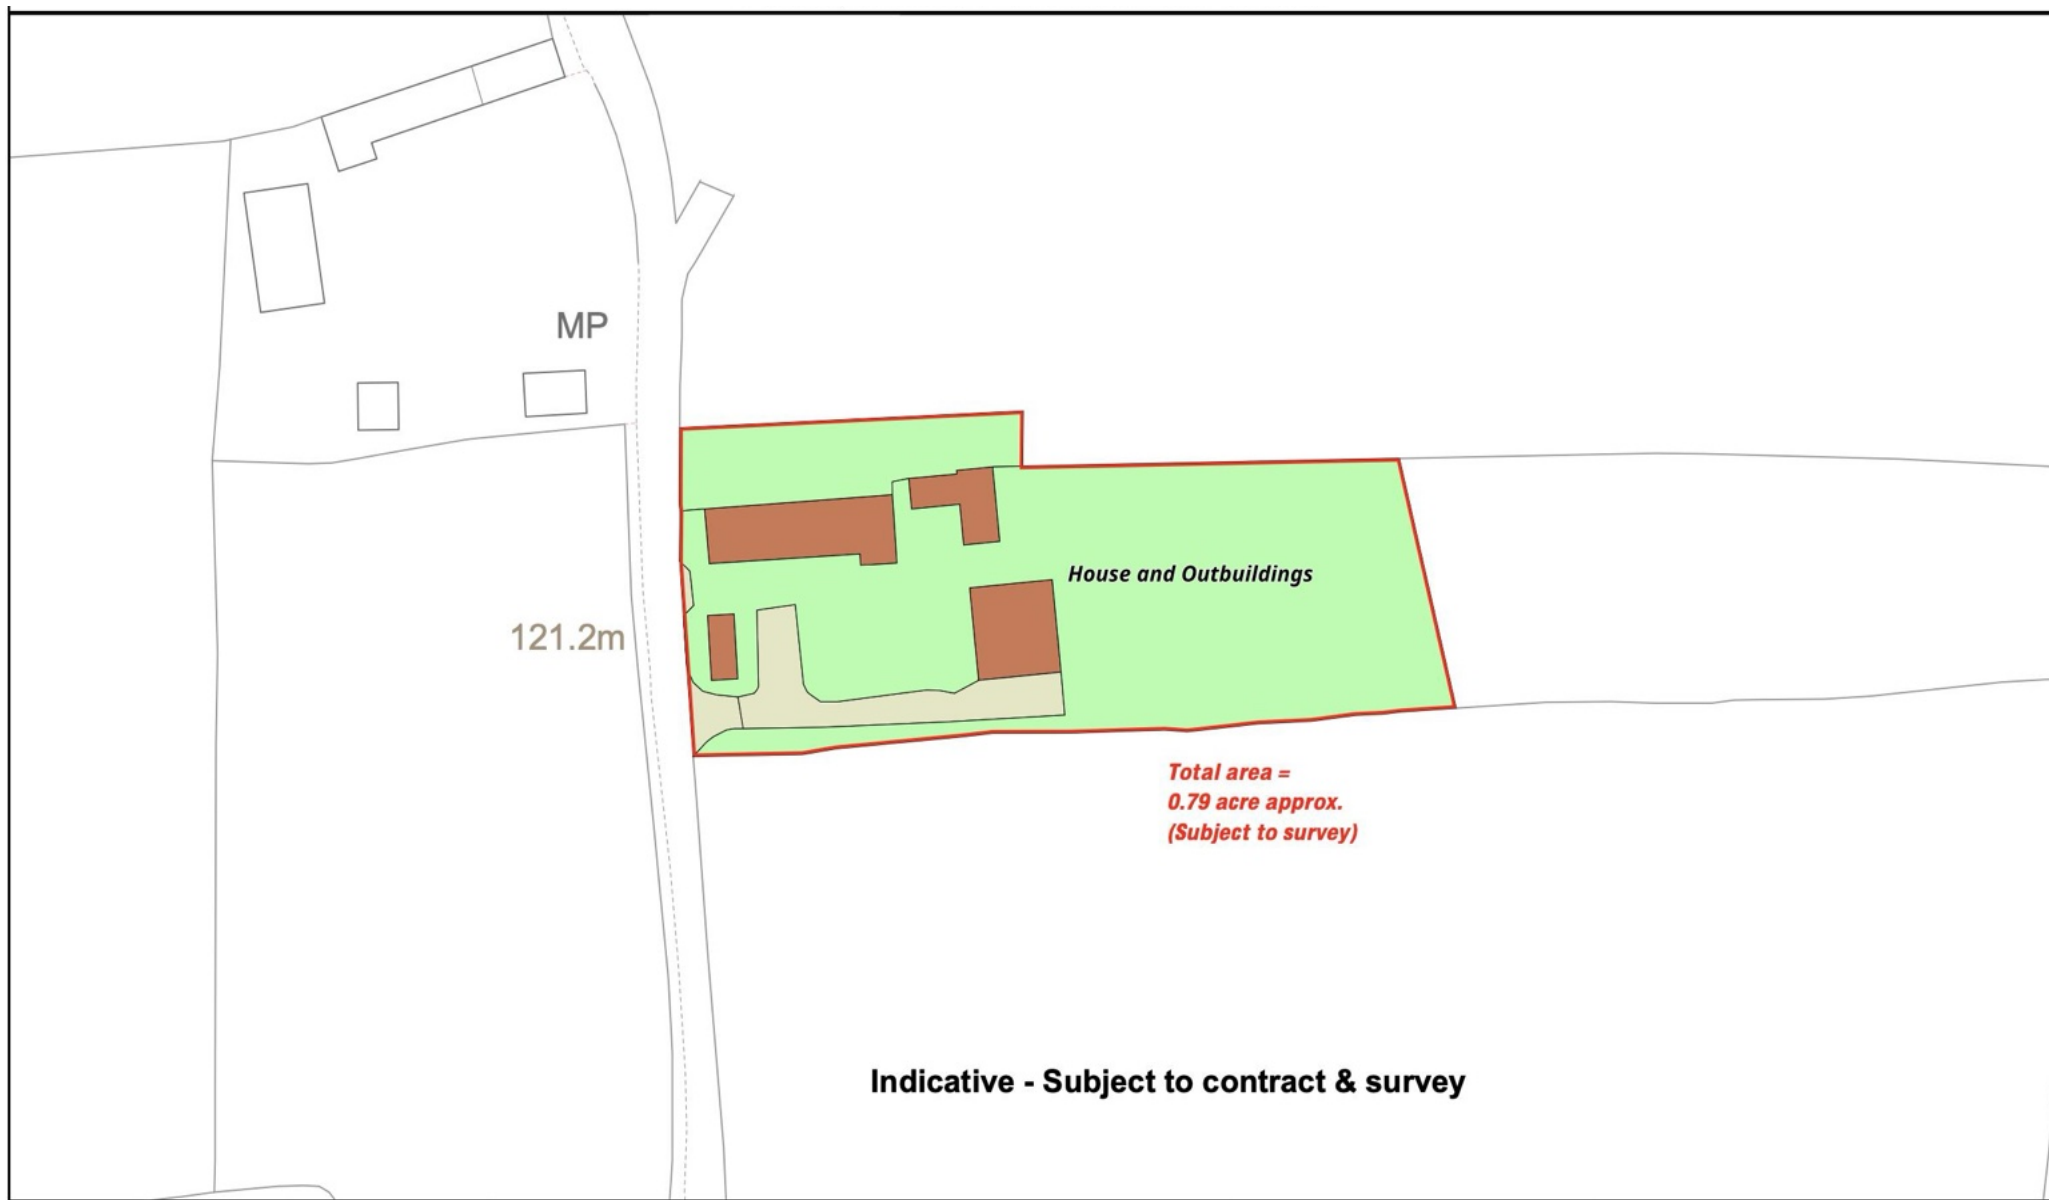 MP
House and Outbuildings
121.2m
Total area =
0.79 acre approx.
(Subject to survey)
Indicative - Subject to contract & survey